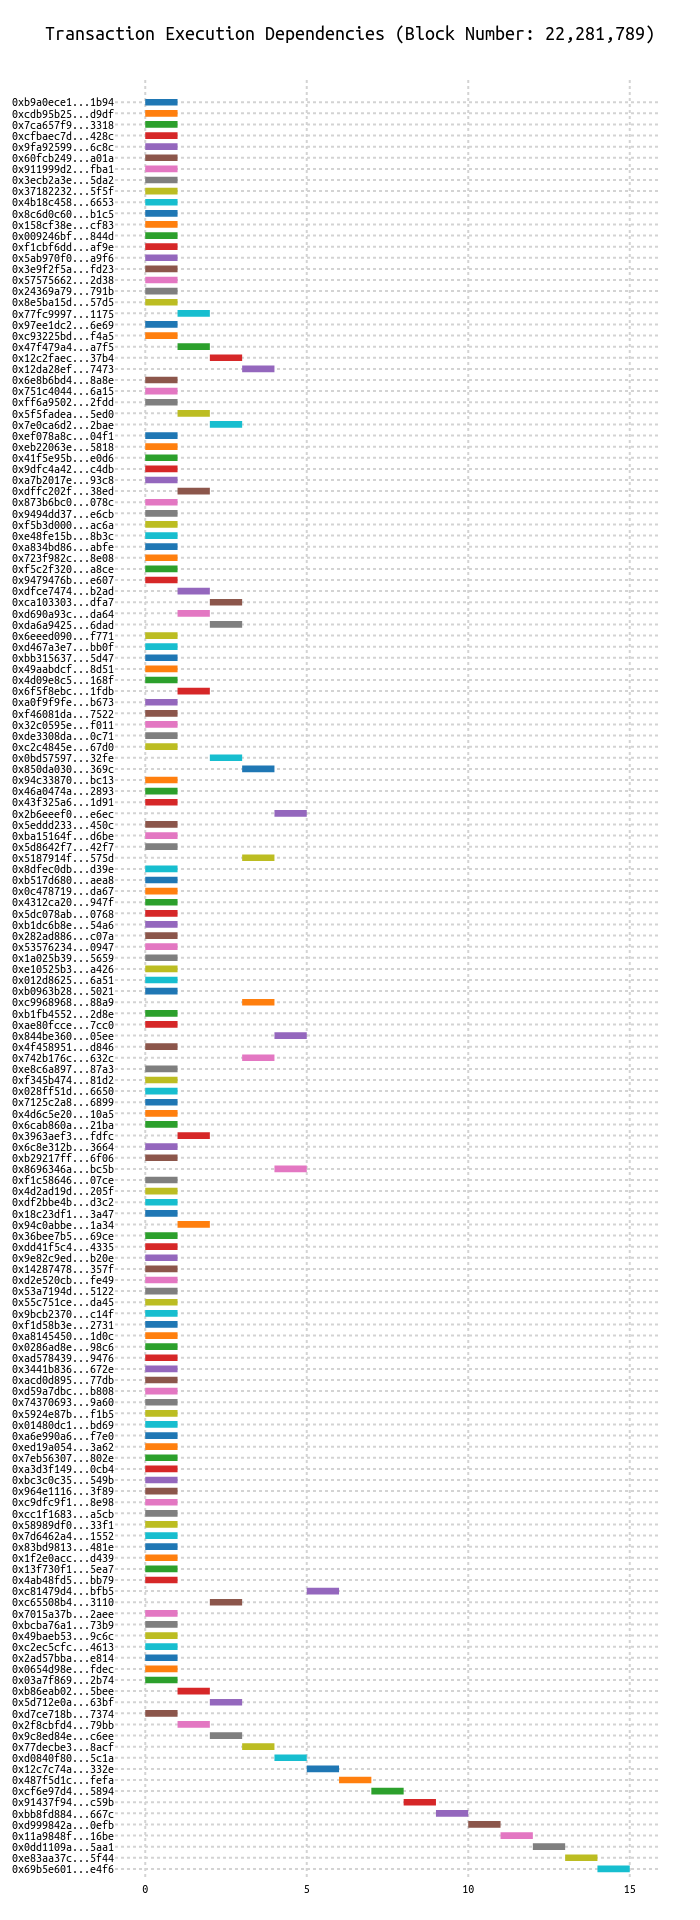 Transaction Execution Dependencies (Block Number: 22,281,789)
0xb9a0ece1...1b94
0xcdb95b25...d9df
0x7ca657f9...3318
0xcfbaec7d...428c
0x9fa92599...6c8c
0x60fcb249...a01a
0x911999d2...fba1
0x3ecb2a3e...5da2
0x37182232...5f5f
0x4b18c458...6653
0x8c6d0c60...b1c5
0x158cf38e...cf83
0x009246bf...844d
0xf1cbf6dd...af9e
0x5ab970f0...a9f6
0x3e9f2f5a...fd23
0x57575662...2d38
0x24369a79...791b
0x8e5ba15d...57d5
0x77fc9997...1175
0x97ee1dc2...6e69
0xc93225bd...f4a5
0x47f479a4...a7f5
0x12c2faec...37b4
0x12da28ef...7473
0x6e8b6bd4...8a8e
0x751c4044...6a15
0xff6a9502...2fdd
0x5f5fadea...5ed0
0x7e0ca6d2...2bae
0xef078a8c...04f1
0xeb22063e...5818
0x41f5e95b...e0d6
0x9dfc4a42...c4db
0xa7b2017e...93c8
0xdffc202f...38ed
0x873b6bc0...078c
0x9494dd37...e6cb
0xf5b3d000...ac6a
0xe48fe15b...8b3c
0xa834bd86...abfe
0x723f982c...8e08
0xf5c2f320...a8ce
0x9479476b...e607
0xdfce7474...b2ad
0xca103303...dfa7
0xd690a93c...da64
0xda6a9425...6dad
0x6eeed090...f771
0xd467a3e7...bb0f
0xbb315637...5d47
0x49aabdcf...8d51
0x4d09e8c5...168f
0x6f5f8ebc...1fdb
0xa0f9f9fe...b673
0xf46081da...7522
0x32c0595e...f011
0xde3308da...0c71
0xc2c4845e...67d0
0x0bd57597...32fe
0x850da030...369c
0x94c33870...bc13
0x46a0474a...2893
0x43f325a6...1d91
0x2b6eeef0...e6ec
0x5eddd233...450c
0xba15164f...d6be
0x5d8642f7...42f7
0x5187914f...575d
0x8dfec0db...d39e
0xb517d680...aea8
0x0c478719...da67
0x4312ca20...947f
0x5dc078ab...0768
0xb1dc6b8e...54a6
0x282ad886...c07a
0x53576234...0947
0x1a025b39...5659
0xe10525b3...a426
0x012d8625...6a51
0xb0963b28...5021
0xc9968968...88a9
0xb1fb4552...2d8e
0xae80fcce...7cc0
0x844be360...05ee
0x4f458951...d846
0x742b176c...632c
0xe8c6a897...87a3
0xf345b474...81d2
0x028ff51d...6650
0x7125c2a8...6899
0x4d6c5e20...10a5
0x6cab860a...21ba
0x3963aef3...fdfc
0x6c8e312b...3664
0xb29217ff...6f06
0x8696346a...bc5b
0xf1c58646...07ce
0x4d2ad19d...205f
0xdf2bbe4b...d3c2
0x18c23df1...3a47
0x94c0abbe...1a34
0x36bee7b5...69ce
0xdd41f5c4...4335
0x9e82c9ed...b20e
0x14287478...357f
0xd2e520cb...fe49
0x53a7194d...5122
0x55c751ce...da45
0x9bcb2370...c14f
0xf1d58b3e...2731
0xa8145450...1d0c
0x0286ad8e...98c6
0xad578439...9476
0x3441b836...672e
0xacd0d895...77db
0xd59a7dbc...b808
0x74370693...9a60
0x5924e87b...f1b5
0x01480dc1...bd69
0xa6e990a6...f7e0
0xed19a054...3a62
0x7eb56307...802e
0xa3d3f149...0cb4
0xbc3c0c35...549b
0x964e1116...3f89
0xc9dfc9f1...8e98
0xcc1f1683...a5cb
0x58989df0...33f1
0x7d6462a4...1552
0x83bd9813...481e
0x1f2e0acc...d439
0x13f730f1...5ea7
0x4ab48fd5...bb79
0xc81479d4...bfb5
0xc65508b4...3110
0x7015a37b...2aee
0xbcba76a1...73b9
0x49baeb53...9c6c
0xc2ec5cfc...4613
0x2ad57bba...e814
0x0654d98e...fdec
0x03a7f869...2b74
0xb86eab02...5bee
0x5d712e0a...63bf
0xd7ce718b...7374
0x2f8cbfd4...79bb
0x9c8ed84e...c6ee
0x77decbe3...8acf
0xd0840f80...5c1a
0x12c7c74a...332e
0x487f5d1c...fefa
0xcf6e97d4...5894
0x91437f94...c59b
0xbb8fd884...667c
0xd999842a...0efb
0x11a9848f...16be
0x0dd1109a...5aa1
0xe83aa37c...5f44
0x69b5e601...e4f6
0 5 10 15